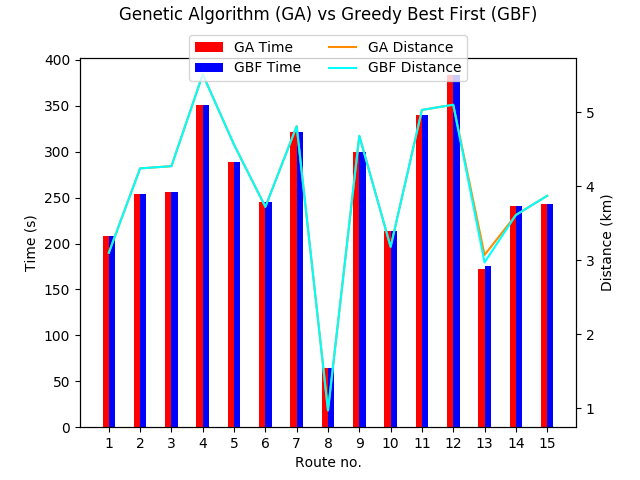 Genetic Algorithm (GA) vs Greedy Best First (GBF)
GA Time
GBF Time
GA Distance
GBF Distance
400
350
300
250
200
150
100
50
0
Time (s)
5
4
3
2
1
Distance (km)
1 2 3 4 5 6 7 8 9 10 11 12 13 14 15
Route no.